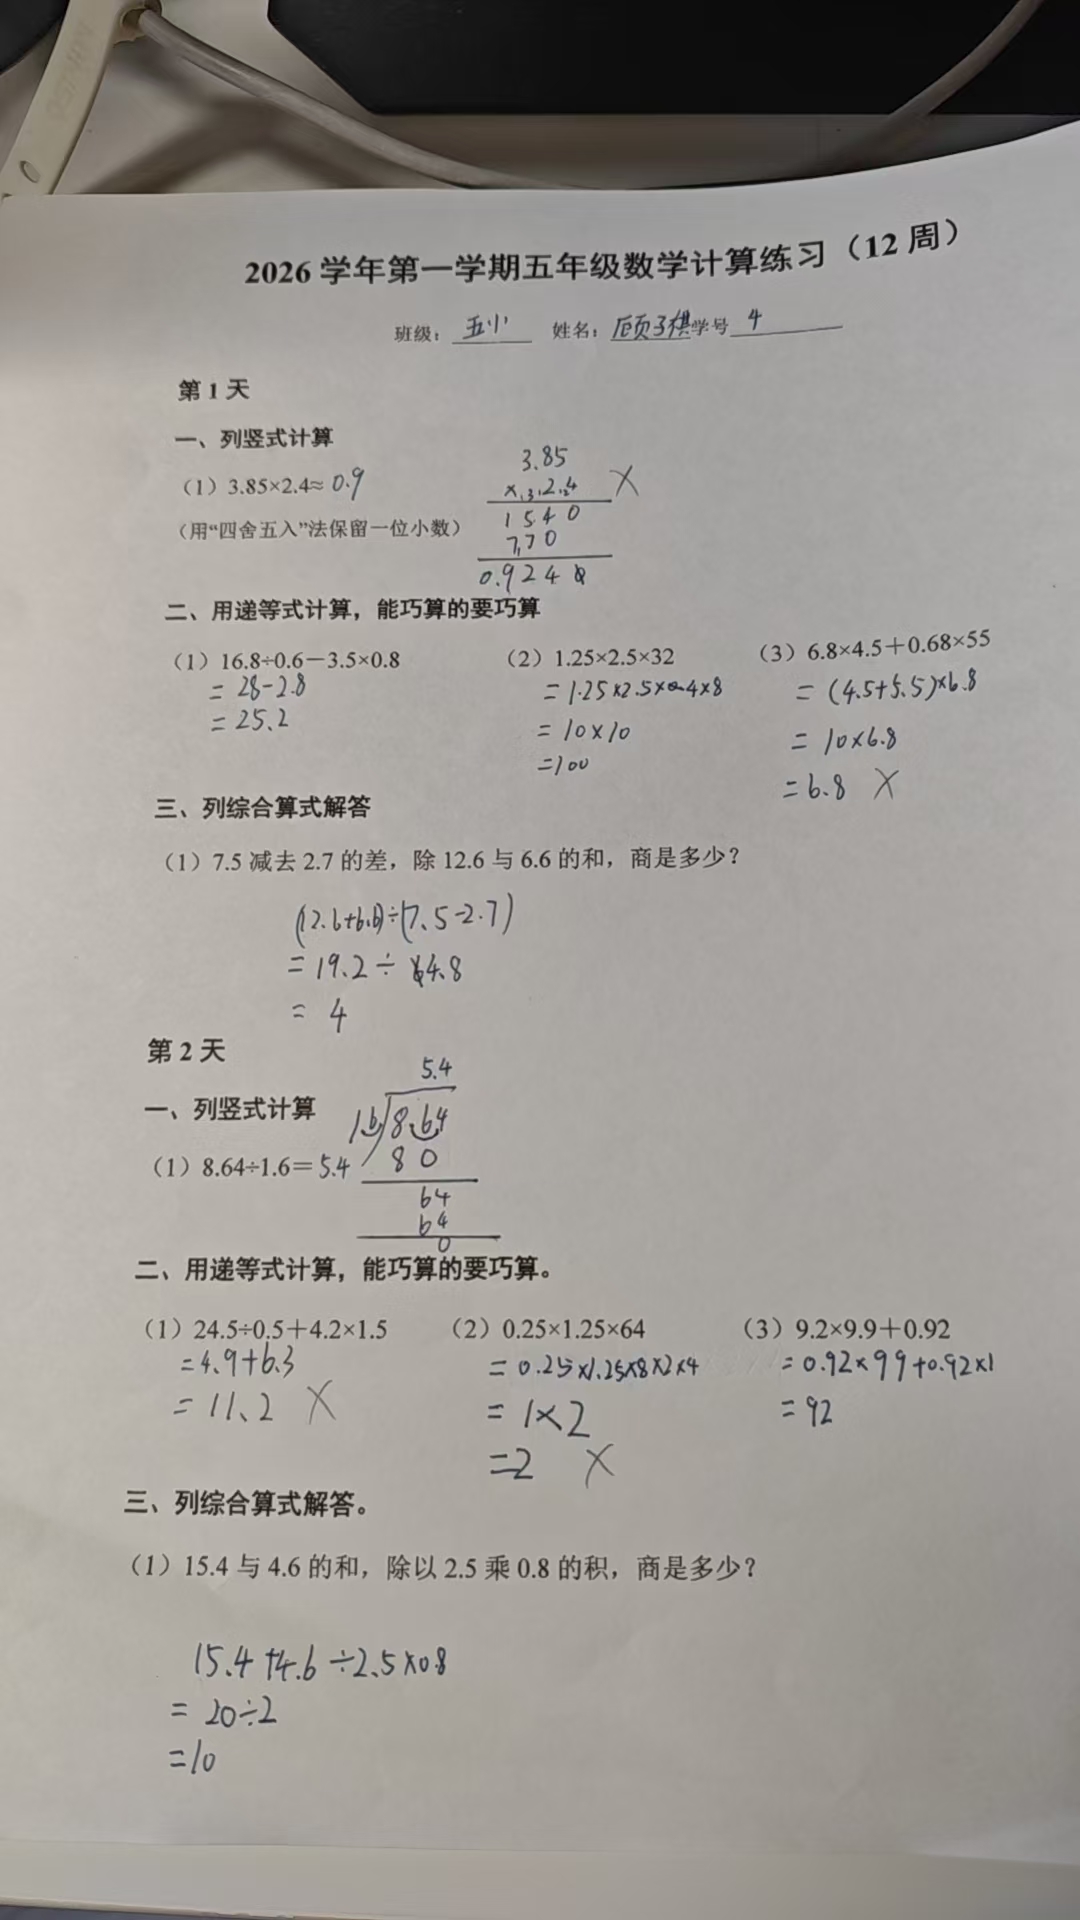 2026 学年第一学期五年级数学计算练习（12 周）
班级： 五小 姓名： 顾子棋 学号 4
第 1 天
一、列竖式计算
（1）3.85×2.4≈ 0.9
（用“四舍五入”法保留一位小数）
3.85
×2.4
1540
770
0.924
×
二、用递等式计算，能巧算的要巧算
（1）16.8÷0.6－3.5×0.8
= 28-2.8
= 25.2
（2）1.25×2.5×32
= 1.25×2.5×4×8
= 10×10
=100
（3）6.8×4.5＋0.68×55
= (4.5+5.5)×6.8
= 10×6.8
= 6.8 ×
三、列综合算式解答
（1）7.5 减去 2.7 的差，除 12.6 与 6.6 的和，商是多少？
(12.6+6.6)÷(7.5-2.7)
= 19.2÷4.8
= 4
第 2 天
一、列竖式计算
（1）8.64÷1.6＝5.4
5.4
1.6 8.64
80
64
64
0
二、用递等式计算，能巧算的要巧算。
（1）24.5÷0.5＋4.2×1.5
=4.9+6.3
= 11.2 ×
（2）0.25×1.25×64
= 0.25×1.25×8×2×4
= 1×2
=2 ×
（3）9.2×9.9＋0.92
= 0.92×99+0.92×1
= 92
三、列综合算式解答。
（1）15.4 与 4.6 的和，除以 2.5 乘 0.8 的积，商是多少？
15.4+4.6÷2.5×0.8
= 20÷2
=10